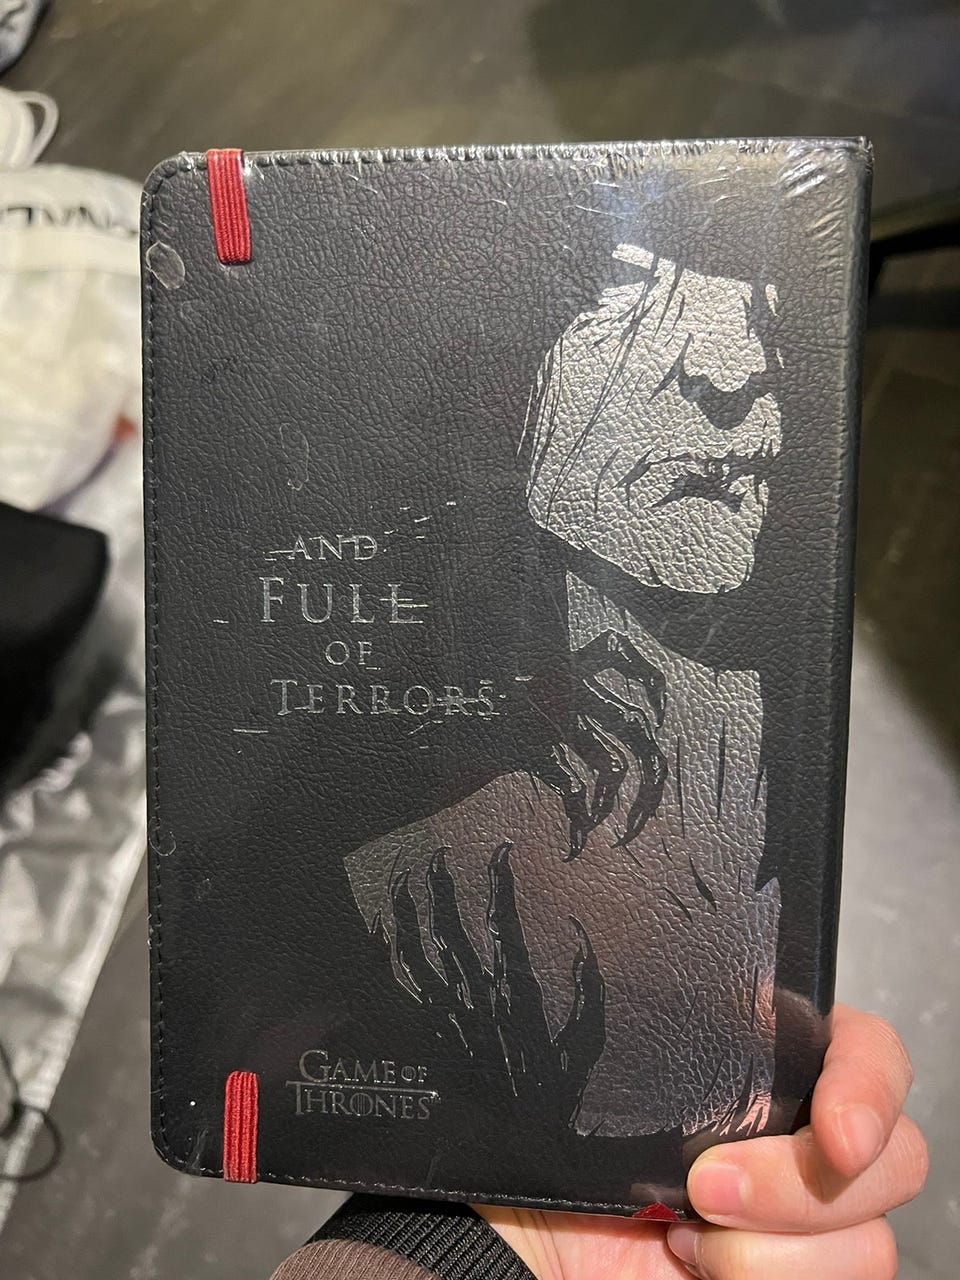 AND
FULL
OF
TERRORS
GAME OF
THRONES